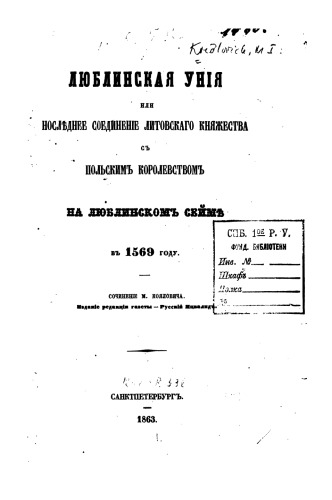 Kozlovich, M I.
ЛЮБЛИНСКАЯ УНІЯ
ИЛИ
ПОСЛѢДНЕЕ СОЕДИНЕНІЕ ЛИТОВСКАГО КНЯЖЕСТВА
СЪ
ПОЛЬСКИМЪ КОРОЛЕВСТВОМЪ
НА ЛЮБЛИНСКОМЪ СЕЙМѢ
ВЪ 1569 ГОДУ.
СПБ. 1ое Р. У.
ФУНД. БИБЛІОТЕКИ
Инв. №
Шкафъ
Полка
СОЧИНЕНІЕ М. КОЯЛОВИЧА.
Изданіе редакціи газеты — Русскій Инвалидъ.
САНКТПЕТЕРБУРГЪ.
1863.